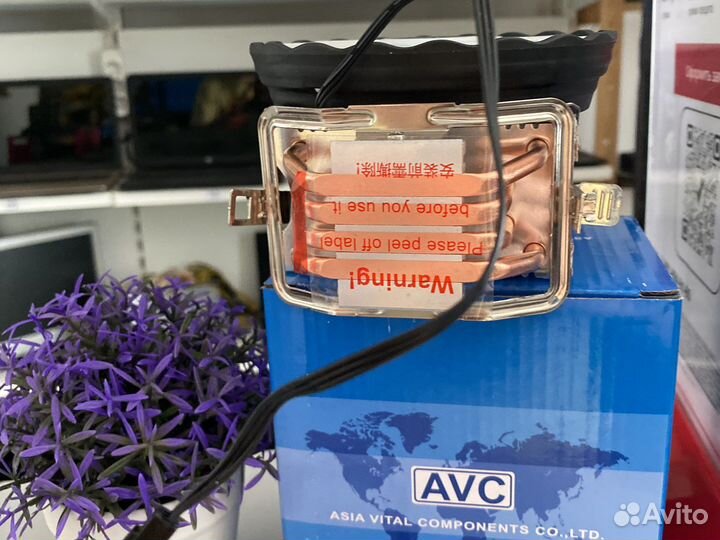 安装前需撕除!
Warning!
Please peel off label
before you use it
AVC
ASIA VITAL COMPONENTS CO.,LTD.
Avito